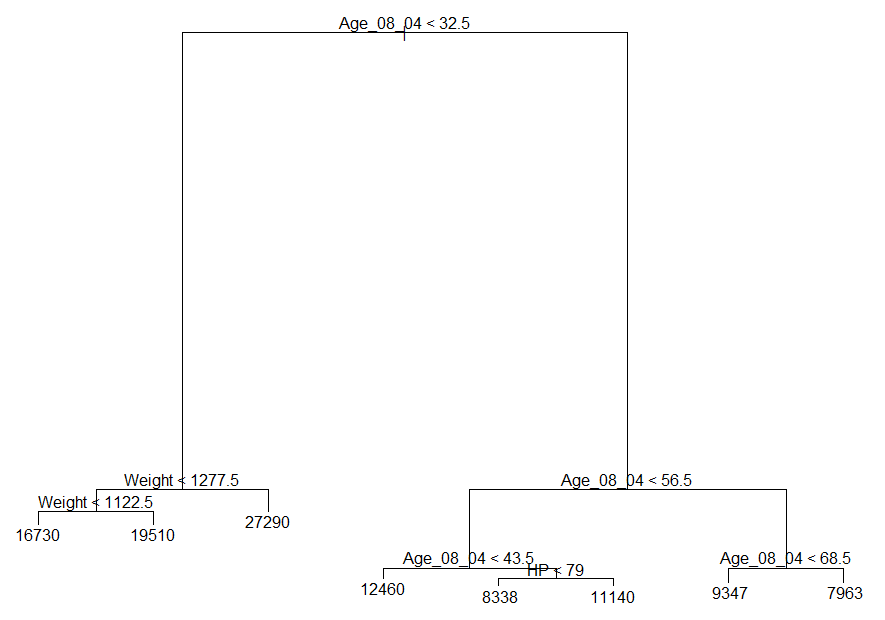 Age_08_04 < 32.5
Weight < 1277.5
Age_08_04 < 56.5
Weight < 1122.5
27290
16730
19510
Age_08_04 < 43.5
Age_08_04 < 68.5
HP < 79
12460
8338
11140
9347
7963